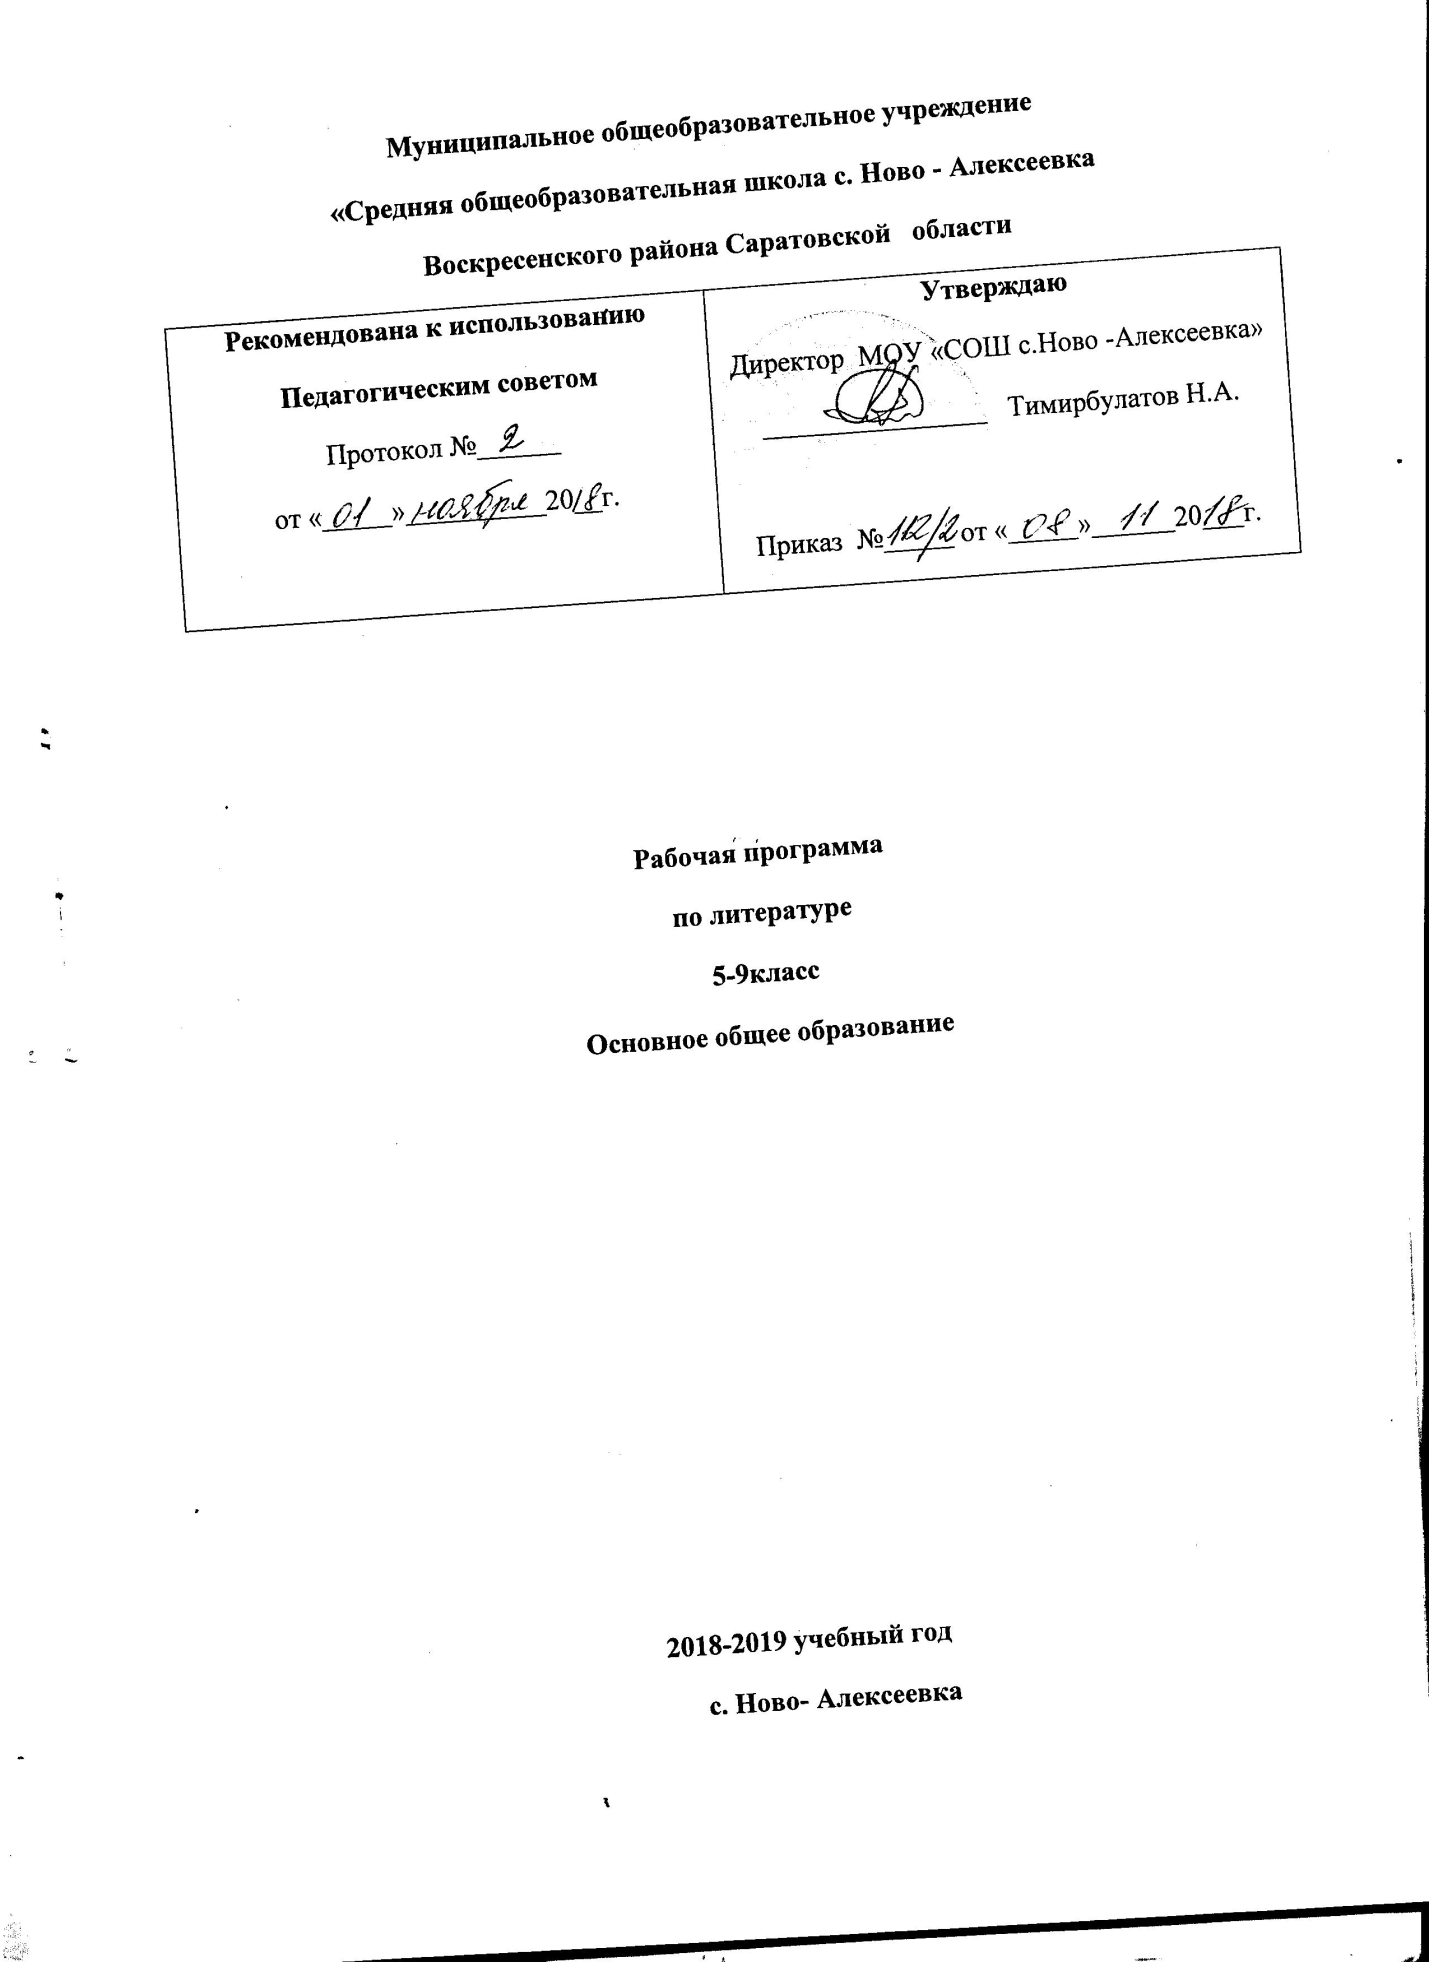 Муниципальное общеобразовательное учреждение
«Средняя общеобразовательная школа с. Ново - Алексеевка
Воскресенского района Саратовской области
Рекомендована к использованию
Педагогическим советом
Протокол № 2
от «01» ноября 2018г.
Утверждаю
Директор МОУ «СОШ с.Ново -Алексеевка»
Тимирбулатов Н.А.
Приказ № 112/2 от «08» 11 2018г.
Рабочая программа
по литературе
5-9класс
Основное общее образование
2018-2019 учебный год
с. Ново- Алексеевка